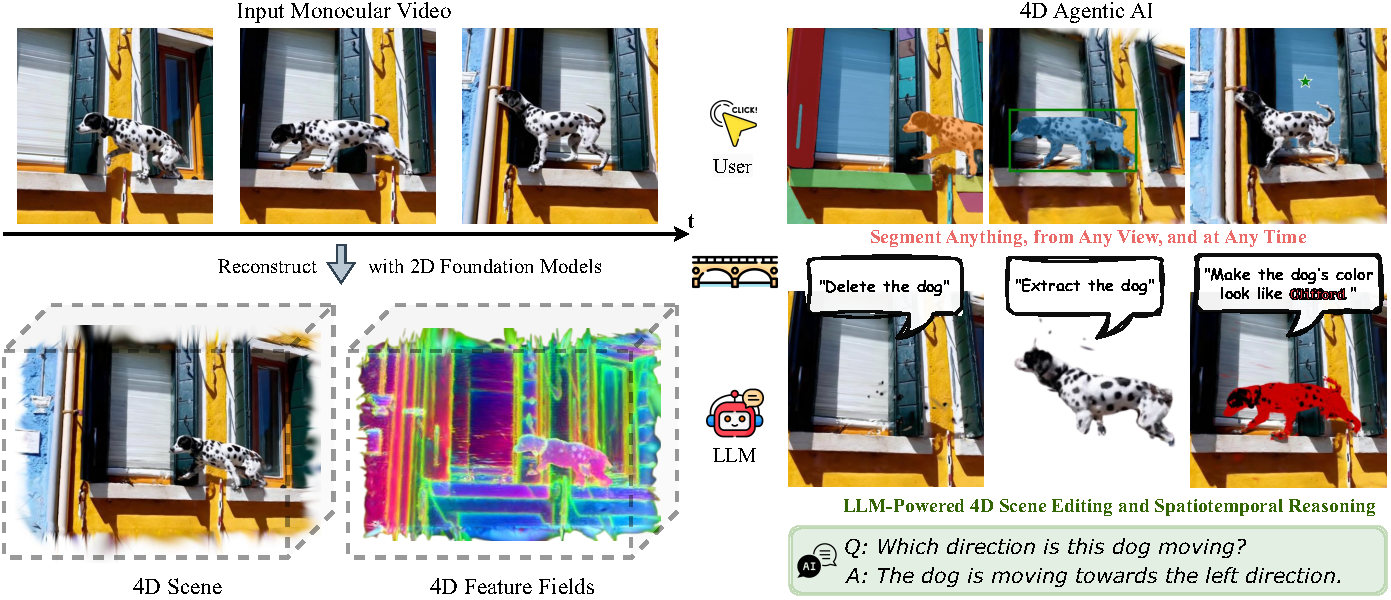 Input Monocular Video
t
Reconstruct
with 2D Foundation Models
4D Scene
4D Feature Fields
4D Agentic AI
CLICK!
User
Segment Anything, from Any View, and at Any Time
"Delete the dog"
"Extract the dog"
"Make the dog's color
look like Clifford."
LLM
LLM-Powered 4D Scene Editing and Spatiotemporal Reasoning
AI
Q: Which direction is this dog moving?
A: The dog is moving towards the left direction.